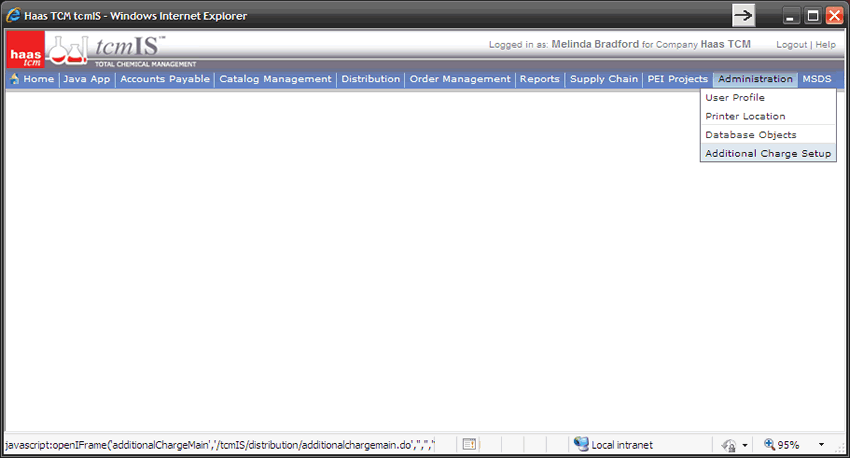 Haas TCM tcmIS - Windows Internet Explorer
haas tcm
tcmIS™
TOTAL CHEMICAL MANAGEMENT
Logged in as: Melinda Bradford for Company Haas TCM
Logout | Help
Home | Java App | Accounts Payable | Catalog Management | Distribution | Order Management | Reports | Supply Chain | PEI Projects | Administration | MSDS
User Profile
Printer Location
Database Objects
Additional Charge Setup
javascript:openIFrame('additionalChargeMain','/tcmIS/distribution/additionalchargemain.do','','','' Local intranet 95%